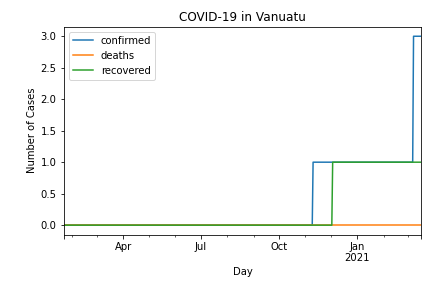 COVID-19 in Vanuatu
confirmed
deaths
recovered
Number of Cases
3.0
2.5
2.0
1.5
1.0
0.5
0.0
Apr Jul Oct Jan
2021
Day